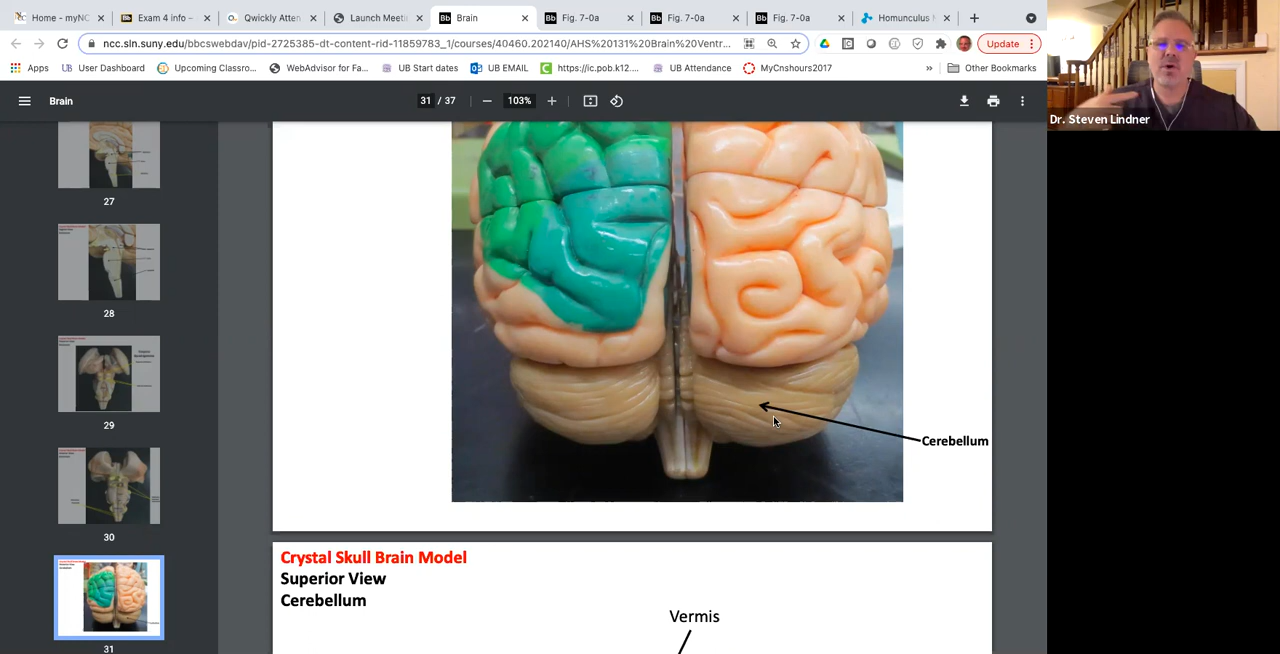 Home - myNC
Exam 4 info –
Qwickly Atten
Launch Meeti
Brain
Fig. 7-0a
Fig. 7-0a
Fig. 7-0a
Homunculus
ncc.sln.suny.edu/bbcswebdav/pid-2725385-dt-content-rid-11859783_1/courses/40460.202140/AHS%20131%20Brain%20Ventr...
Update
Apps
User Dashboard
Upcoming Classro...
WebAdvisor for Fa...
UB Start dates
UB EMAIL
https://ic.pob.k12....
UB Attendance
MyCnshours2017
»
Other Bookmarks
Brain
31 / 37
103%
Dr. Steven Lindner
27
28
29
30
31
Cerebellum
Crystal Skull Brain Model
Superior View
Cerebellum
Vermis